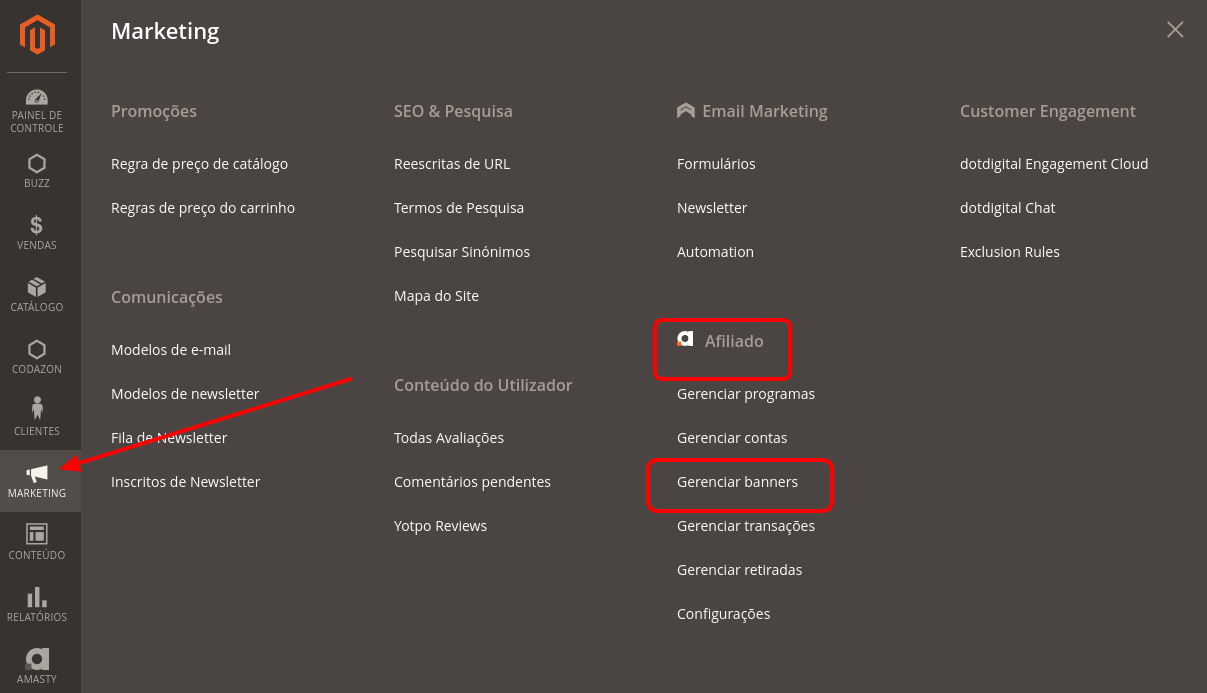 PAINEL DE
CONTROLE
BUZZ
VENDAS
CATÁLOGO
CODAZON
CLIENTES
MARKETING
CONTEÚDO
RELATÓRIOS
AMASTY
Marketing
Promoções
Regra de preço de catálogo
Regras de preço do carrinho
Comunicações
Modelos de e-mail
Modelos de newsletter
Fila de Newsletter
Inscritos de Newsletter
SEO & Pesquisa
Reescritas de URL
Termos de Pesquisa
Pesquisar Sinónimos
Mapa do Site
Conteúdo do Utilizador
Todas Avaliações
Comentários pendentes
Yotpo Reviews
Email Marketing
Formulários
Newsletter
Automation
Afiliado
Gerenciar programas
Gerenciar contas
Gerenciar banners
Gerenciar transações
Gerenciar retiradas
Configurações
Customer Engagement
dotdigital Engagement Cloud
dotdigital Chat
Exclusion Rules